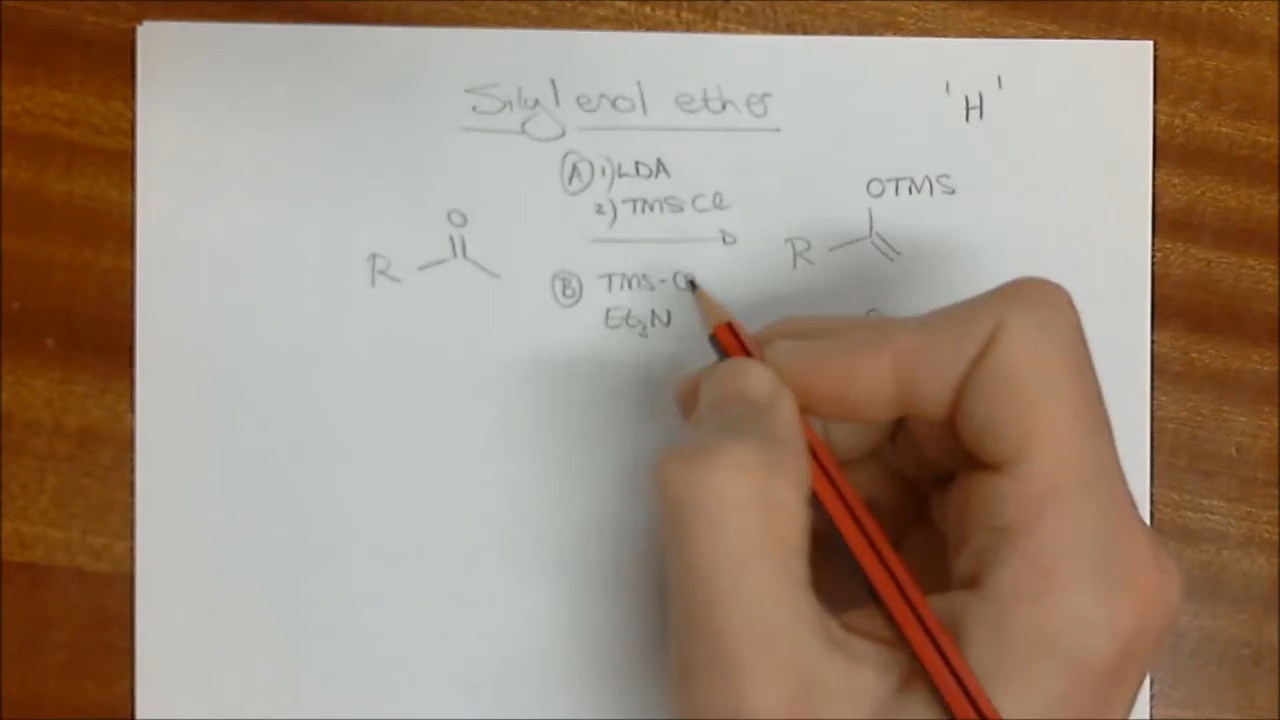 Silyl enol ether
'H'
Ⓐ 1) LDA
2) TMSCl
OTMS
O
R
R
Ⓑ TMS-Cl
Et3N